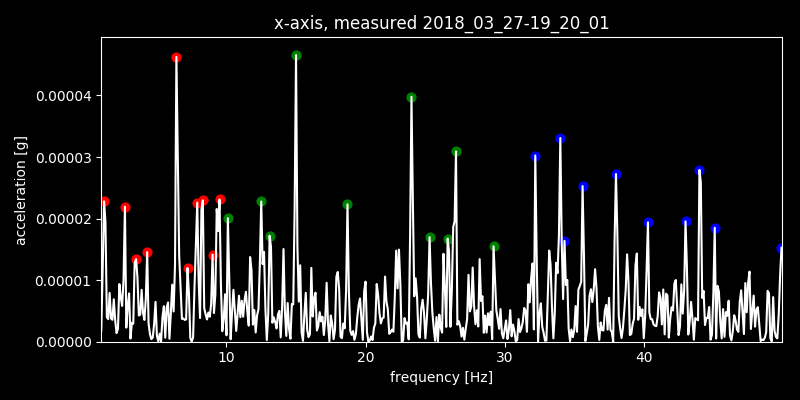 x-axis, measured 2018_03_27-19_20_01
acceleration [g]
0.00004
0.00003
0.00002
0.00001
0.00000
10 20 30 40
frequency [Hz]